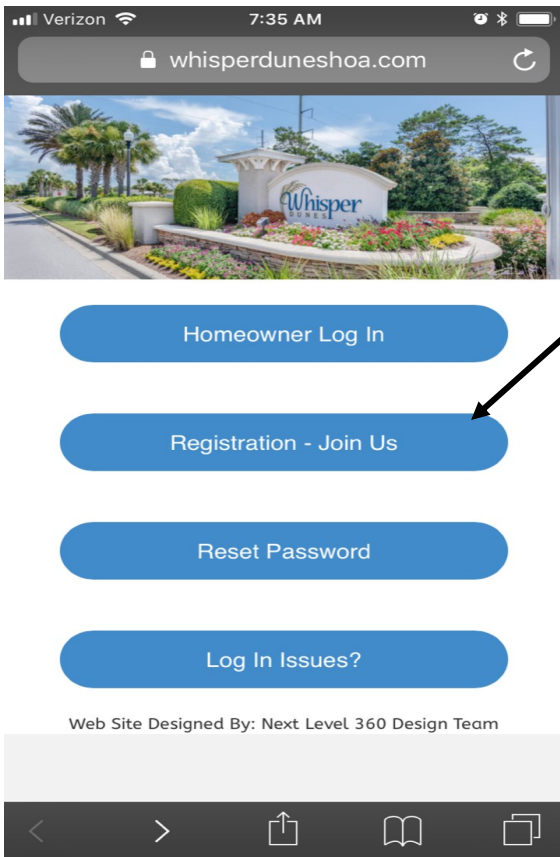 Verizon 7:35 AM
whisperduneshoa.com
Whisper
DUNES
Homeowner Log In
Registration - Join Us
Reset Password
Log In Issues?
Web Site Designed By: Next Level 360 Design Team